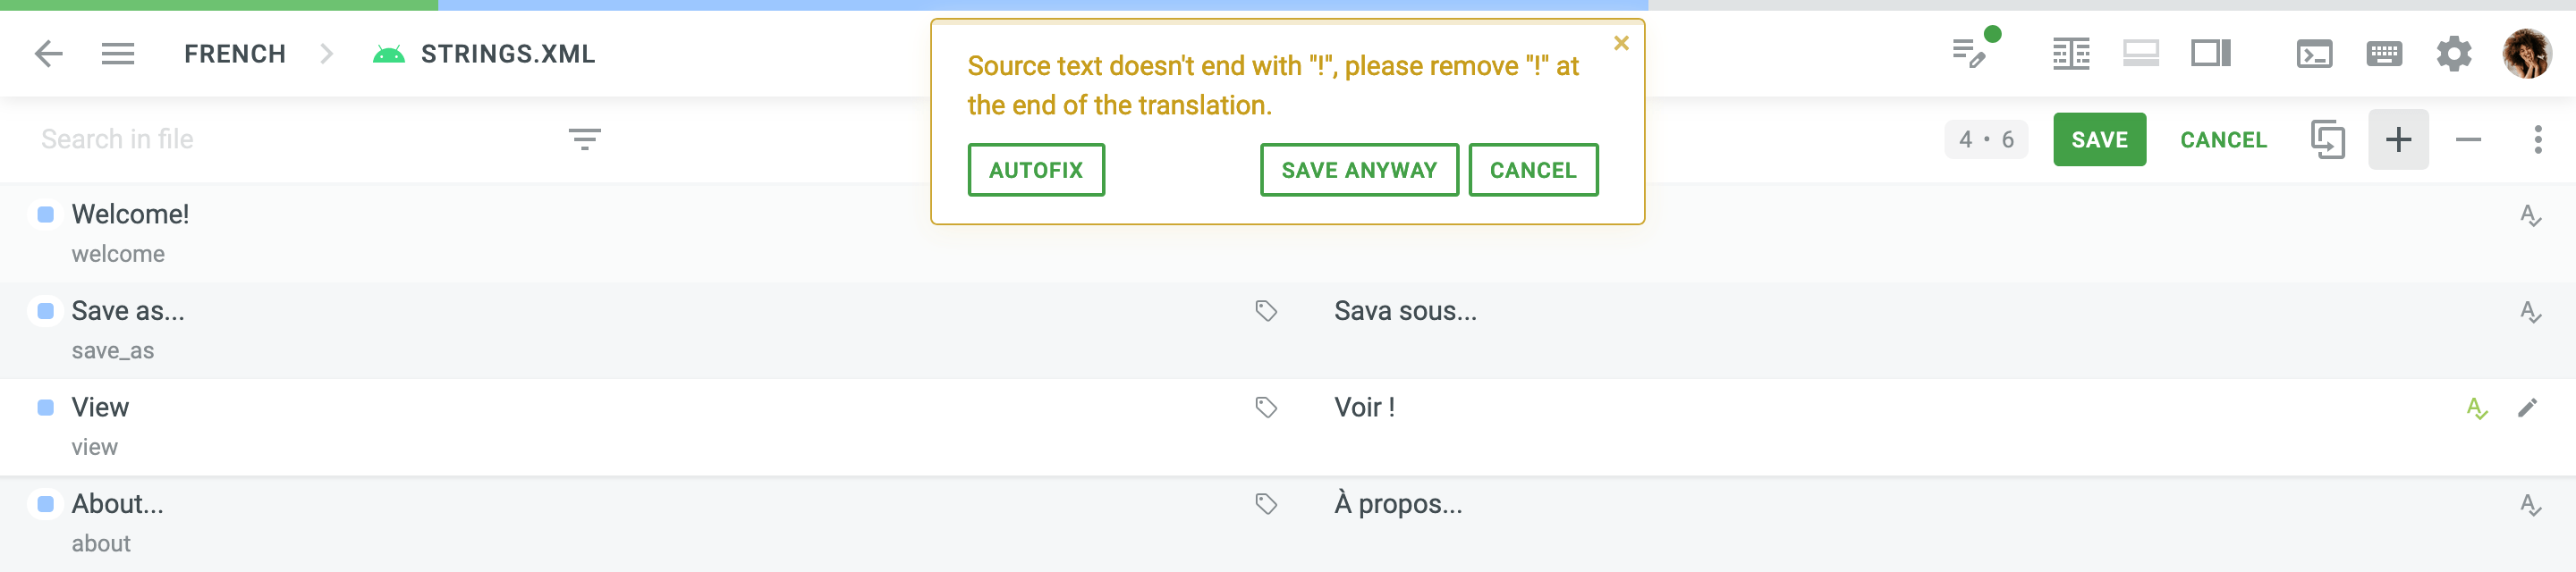 FRENCH
STRINGS.XML
Source text doesn't end with "!", please remove "!" at
the end of the translation.
AUTOFIX
SAVE ANYWAY
CANCEL
Search in file
4 • 6
SAVE
CANCEL
Welcome!
welcome
Save as...
Sava sous...
save_as
View
Voir !
view
About...
À propos...
about